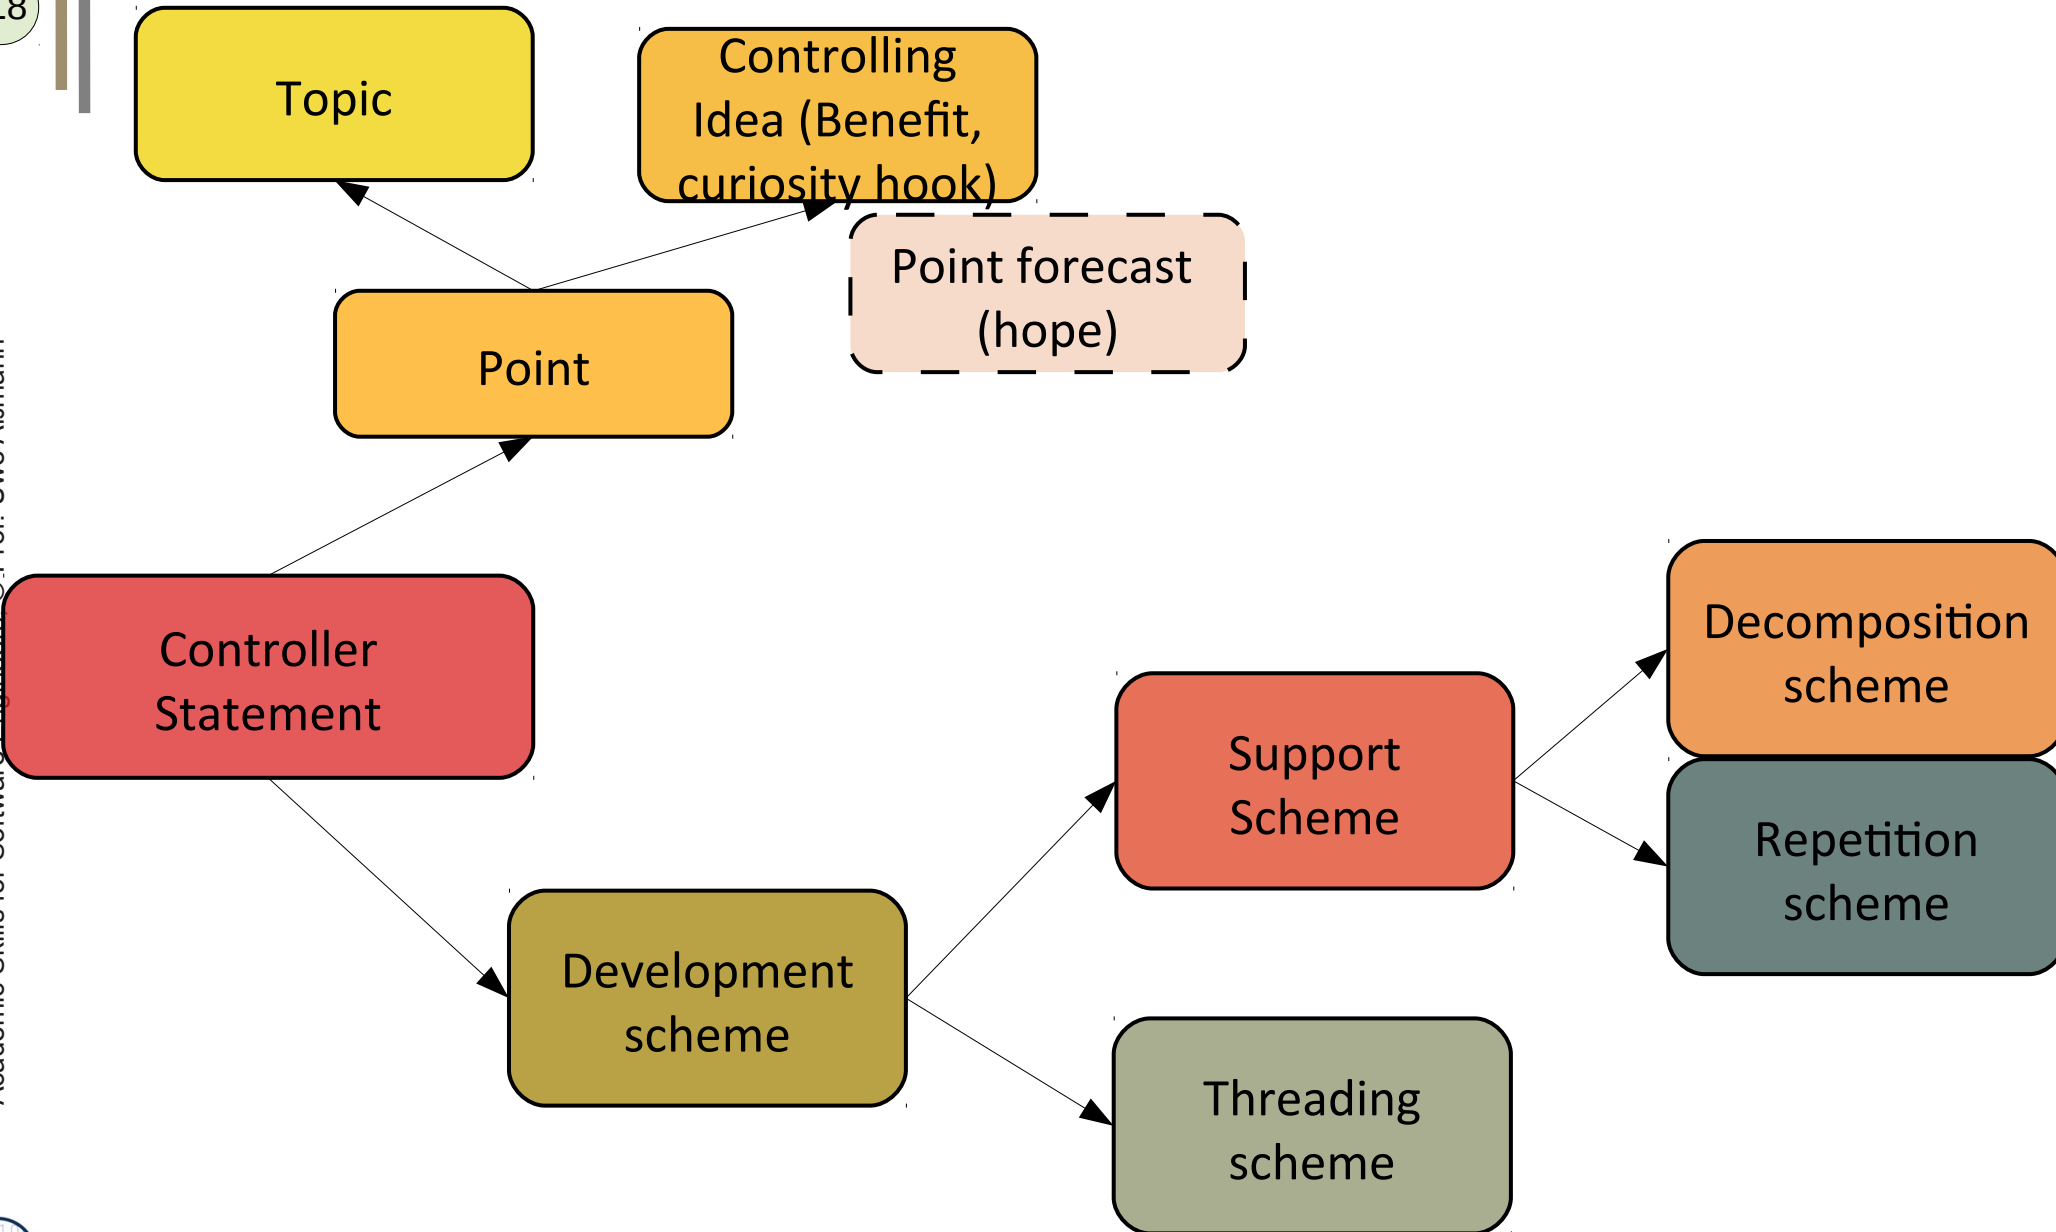 Topic
Controlling
Idea (Benefit,
curiosity hook)
Point forecast
(hope)
Point
Controller
Statement
Decomposition
scheme
Support
Scheme
Repetition
scheme
Development
scheme
Threading
scheme